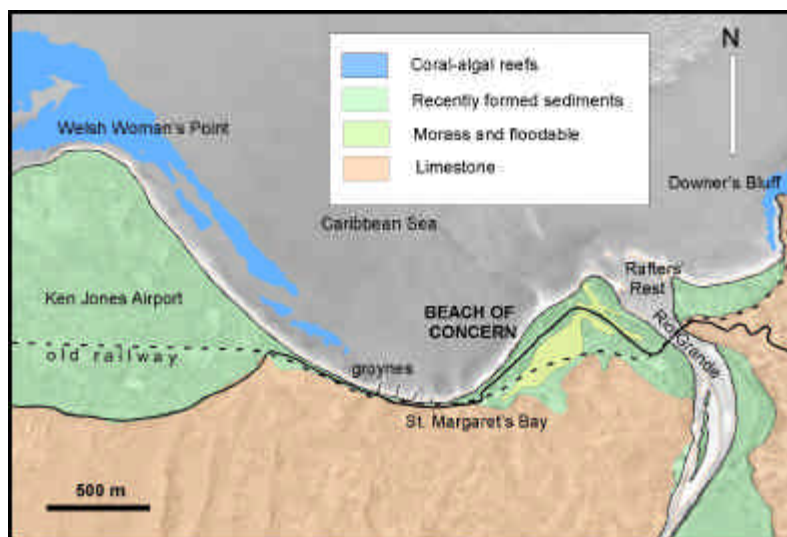 N
Coral-algal reefs
Recently formed sediments
Morass and floodable
Limestone
Welsh Woman's Point
Downer's Bluff
Caribbean Sea
Rafters'
Rest
Ken Jones Airport
BEACH OF
CONCERN
Rio Grande
old railway
groynes
St. Margaret's Bay
500 m